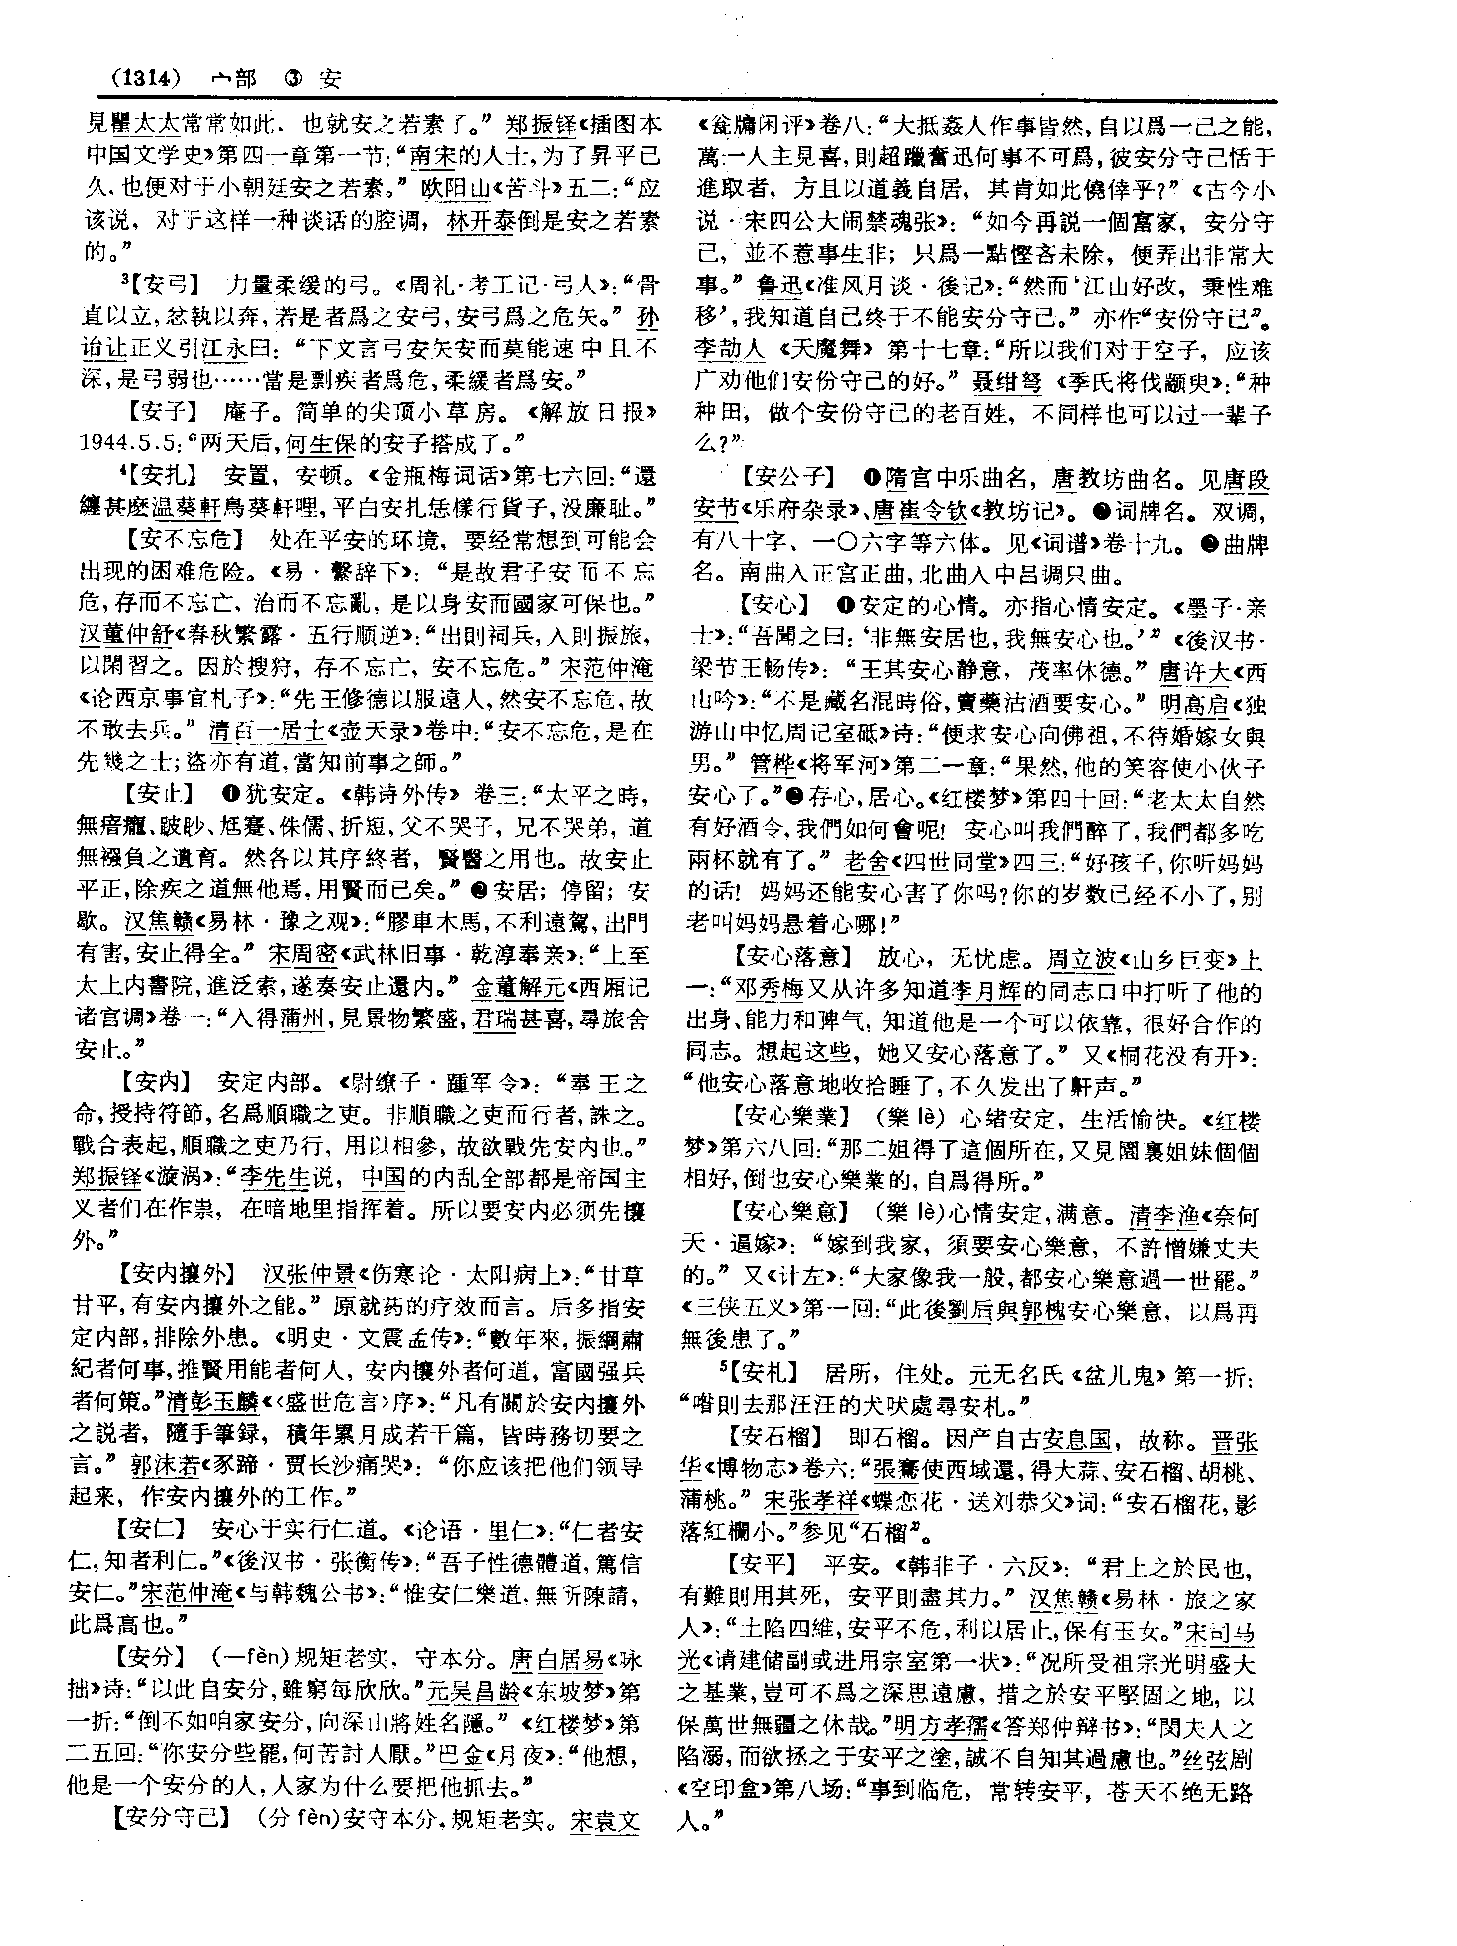 (1314) 宀部 ③ 安
見瞿太太常常如此，也就安之若素了。”郑振铎《插图本
中国文学史》第四一章第一节：“南宋的人士，为了昇平已
久，也便对于小朝廷安之若素。”欧阳山《苦斗》五二：“应
该说，对于这样一种谈话的腔调，林开泰倒是安之若素
的。”
³【安弓】 力量柔缓的弓。《周礼·考工记·弓人》：“骨
直以立，忿埶以奔，若是者爲之安弓，安弓爲之危矢。”孙
诒让正义引江永曰：“下文言弓安矢安而莫能速中且不
深，是弓弱也……當是剽疾者爲危，柔緩者爲安。”
【安子】 庵子。简单的尖顶小草房。《解放日报》
1944.5.5：“两天后，何生保的安子搭成了。”
⁴【安扎】 安置，安顿。《金瓶梅词话》第七六回：“還
纏甚麽温葵軒鳥葵軒哩，平白安扎恁樣行貨子，没廉耻。”
【安不忘危】 处在平安的环境，要经常想到可能会
出现的困难危险。《易·繫辞下》：“是故君子安而不忘
危，存而不忘亡，治而不忘亂，是以身安而國家可保也。”
汉董仲舒《春秋繁露·五行顺逆》：“出則祠兵，入則振旅，
以閑習之。因於搜狩，存不忘亡，安不忘危。”宋范仲淹
《论西京事宜札子》：“先王修德以服遠人，然安不忘危，故
不敢去兵。”清百一居士《壶天录》卷中：“安不忘危，是在
先幾之士；盜亦有道，當知前事之師。”
【安止】 ❶犹安定。《韩诗外传》卷三：“太平之時，
無瘖㾾、跛眇、尪蹇、侏儒、折短，父不哭子，兄不哭弟，道
無襁負之遺育。然各以其序終者，賢醫之用也。故安止
平正，除疾之道無他焉，用賢而已矣。”❷安居；停留；安
歇。汉焦赣《易林·豫之观》：“膠車木馬，不利遠駕，出門
有害，安止得全。”宋周密《武林旧事·乾淳奉亲》：“上至
太上内書院，進泛索，遂奏安止還内。”金董解元《西厢记
诸宫调》卷一：“入得蒲州，見景物繁盛，君瑞甚喜，尋旅舍
安止。”
【安内】 安定内部。《尉缭子·踵军令》：“奉王之
命，授持符節，名爲順職之吏。非順職之吏而行者，誅之。
戰合表起，順職之吏乃行，用以相參，故欲戰先安内也。”
郑振铎《漩涡》：“李先生说，中国的内乱全部都是帝国主
义者们在作祟，在暗地里指挥着。所以要安内必须先攘
外。”
【安内攘外】 汉张仲景《伤寒论·太阳病上》：“甘草
甘平，有安内攘外之能。”原就药的疗效而言。后多指安
定内部，排除外患。《明史·文震孟传》：“數年來，振綱肅
紀者何事，推賢用能者何人，安内攘外者何道，富國强兵
者何策。”清彭玉麟《〈盛世危言〉序》：“凡有關於安内攘外
之説者，隨手筆録，積年累月成若干篇，皆時務切要之
言。”郭沫若《豕蹄·贾长沙痛哭》：“你应该把他们领导
起来，作安内攘外的工作。”
【安仁】 安心于实行仁道。《论语·里仁》：“仁者安
仁，知者利仁。”《後汉书·张衡传》：“吾子性德體道，篤信
安仁。”宋范仲淹《与韩魏公书》：“惟安仁樂道，無所陳請，
此爲高也。”
【安分】 （—fèn）规矩老实，守本分。唐白居易《咏
拙》诗：“以此自安分，雖窮每欣欣。”元吴昌龄《东坡梦》第
一折：“倒不如咱家安分，向深山將姓名隱。”《红楼梦》第
二五回：“你安分些罷，何苦討人厭。”巴金《月夜》：“他想，
他是一个安分的人，人家为什么要把他抓去。”
【安分守己】 （分 fèn）安守本分，规矩老实。宋袁文
《瓮牖闲评》卷八：“大抵姦人作事皆然，自以爲一己之能，
萬一人主見喜，則超躐奮迅何事不可爲，彼安分守己恬于
進取者，方且以道義自居，其肯如此僥倖乎？”《古今小
说·宋四公大闹禁魂张》：“如今再説一個富家，安分守
己，並不惹事生非；只爲一點慳吝未除，便弄出非常大
事。”鲁迅《准风月谈·後记》：“然而‘江山好改，秉性难
移’，我知道自己终于不能安分守己。”亦作“安份守己”。
李劼人《天魔舞》第十七章：“所以我们对于空子，应该
广劝他们安份守己的好。”聂绀弩《季氏将伐颛臾》：“种
种田，做个安份守己的老百姓，不同样也可以过一辈子
么？”
【安公子】 ❶隋宫中乐曲名，唐教坊曲名。见唐段
安节《乐府杂录》、唐崔令钦《教坊记》。❷词牌名。双调，
有八十字、一〇六字等六体。见《词谱》卷十九。❸曲牌
名。南曲入正宫正曲，北曲入中吕调只曲。
【安心】 ❶安定的心情。亦指心情安定。《墨子·亲
士》：“吾聞之曰：‘非無安居也，我無安心也。’”《後汉书·
梁节王畅传》：“王其安心静意，茂率休德。”唐许大《西
山吟》：“不是藏名混時俗，賣藥沽酒要安心。”明高启《独
游山中忆周记室砥》诗：“便求安心向佛祖，不待婚嫁女與
男。”管桦《将军河》第二一章：“果然，他的笑容使小伙子
安心了。”❷存心，居心。《红楼梦》第四十回：“老太太自然
有好酒令，我們如何會呢！安心叫我們醉了，我們都多吃
兩杯就有了。”老舍《四世同堂》四三：“好孩子，你听妈妈
的话！妈妈还能安心害了你吗？你的岁数已经不小了，别
老叫妈妈悬着心哪！”
【安心落意】 放心，无忧虑。周立波《山乡巨变》上
一：“邓秀梅又从许多知道李月辉的同志口中打听了他的
出身、能力和脾气，知道他是一个可以依靠，很好合作的
同志。想起这些，她又安心落意了。”又《桐花没有开》：
“他安心落意地收拾睡了，不久发出了鼾声。”
【安心樂業】 （樂 lè）心绪安定，生活愉快。《红楼
梦》第六八回：“那二姐得了這個所在，又見園裏姐妹個個
相好，倒也安心樂業的，自爲得所。”
【安心樂意】 （樂 lè）心情安定，满意。清李渔《奈何
天·逼嫁》：“嫁到我家，須要安心樂意，不許憎嫌丈夫
的。”又《计左》：“大家像我一般，都安心樂意過一世罷。”
《三侠五义》第一回：“此後劉后與郭槐安心樂意，以爲再
無後患了。”
⁵【安札】 居所，住处。元无名氏《盆儿鬼》第一折：
“喒則去那汪汪的犬吠處尋安札。”
【安石榴】 即石榴。因产自古安息国，故称。晋张
华《博物志》卷六：“張騫使西域還，得大蒜、安石榴、胡桃、
蒲桃。”宋张孝祥《蝶恋花·送刘恭父》词：“安石榴花，影
落紅欄小。”参见“石榴”。
【安平】 平安。《韩非子·六反》：“君上之於民也，
有難則用其死，安平則盡其力。”汉焦赣《易林·旅之家
人》：“土陷四維，安平不危，利以居止，保有玉女。”宋司马
光《请建储副或进用宗室第一状》：“况所受祖宗光明盛大
之基業，豈可不爲之深思遠慮，措之於安平堅固之地，以
保萬世無疆之休哉。”明方孝孺《答郑仲辩书》：“閔夫人之
陷溺，而欲拯之于安平之塗，誠不自知其過慮也。”丝弦剧
《空印盒》第八场：“事到临危，常转安平，苍天不绝无路
人。”